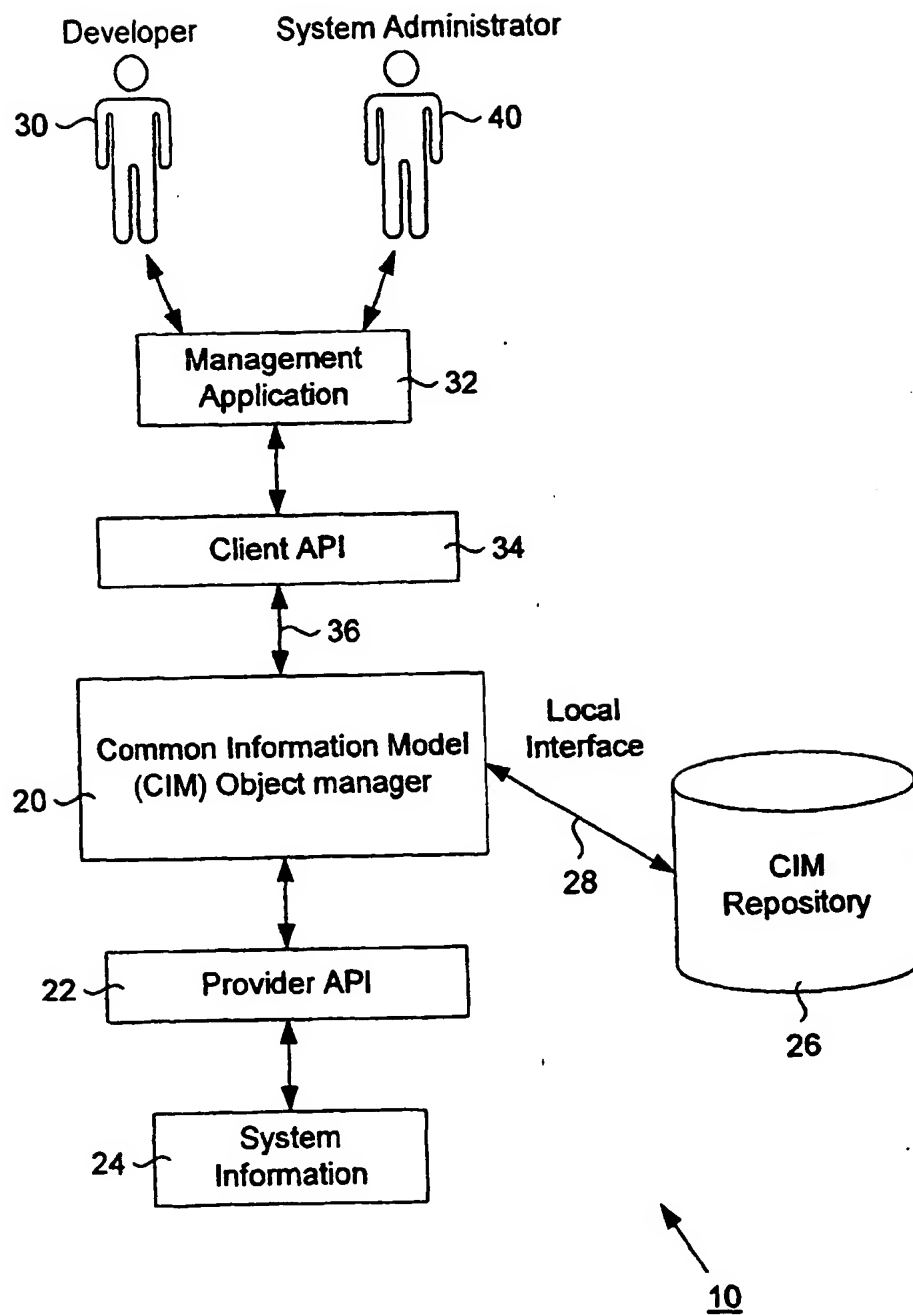 Developer
System Administrator
30
40
Management
Application
32
Client API
34
36
Common Information Model
(CIM) Object manager
20
Local
Interface
28
CIM
Repository
26
22
Provider API
24
System
Information
10